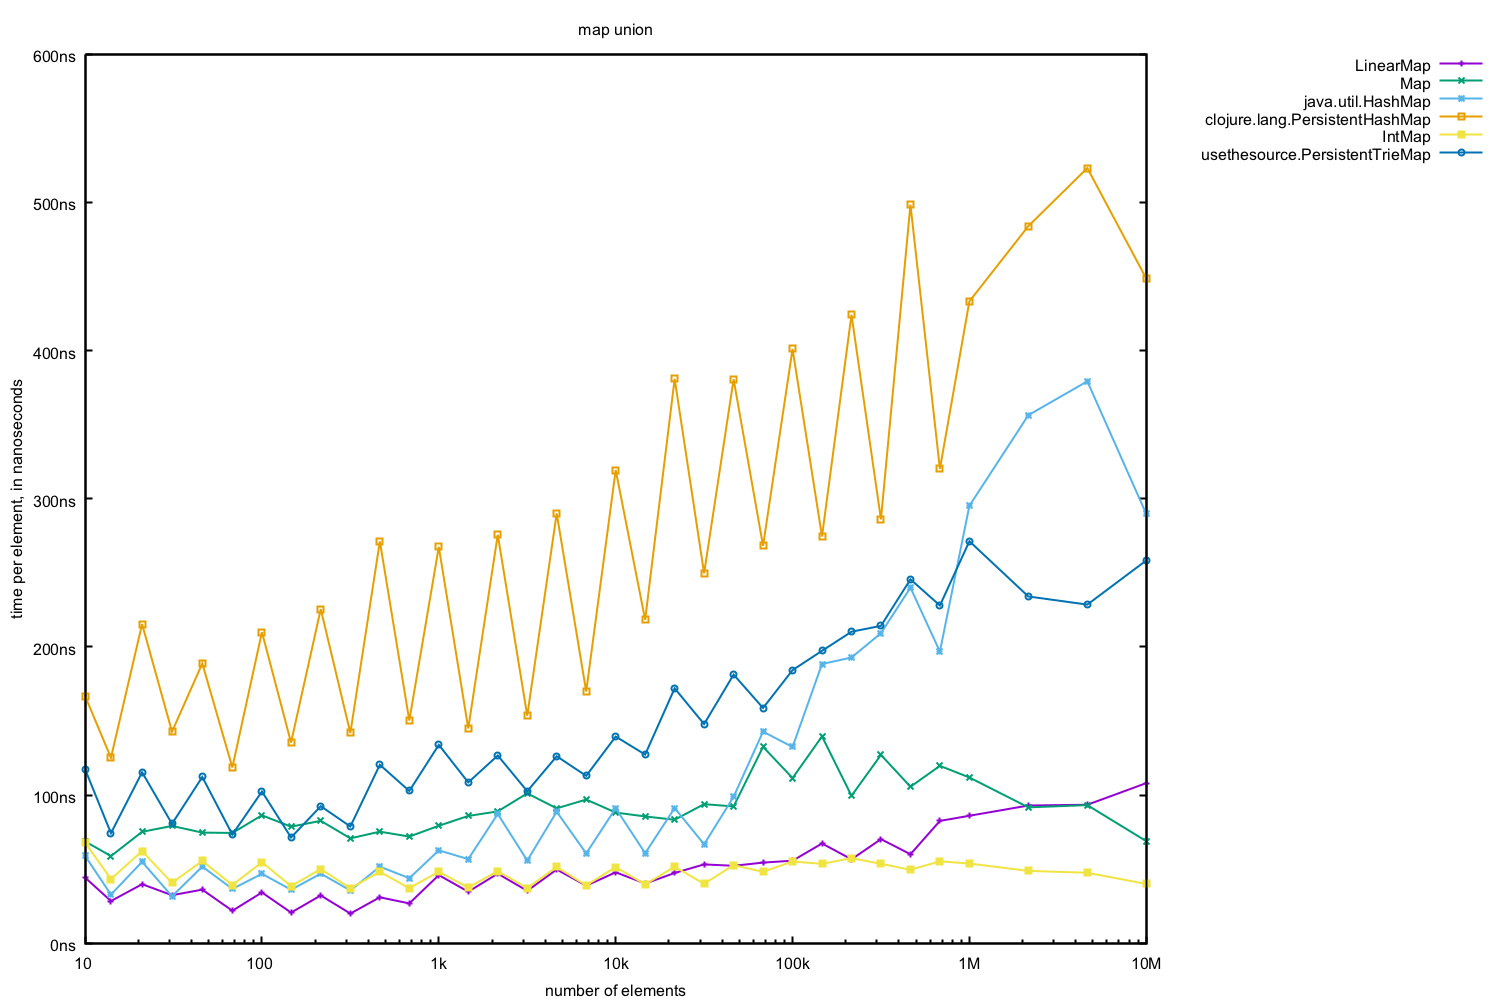 map union
600ns
500ns
400ns
300ns
200ns
100ns
0ns
time per element, in nanoseconds
10
100
1k
10k
100k
1M
10M
number of elements
LinearMap
Map
java.util.HashMap
clojure.lang.PersistentHashMap
IntMap
usethesource.PersistentTrieMap